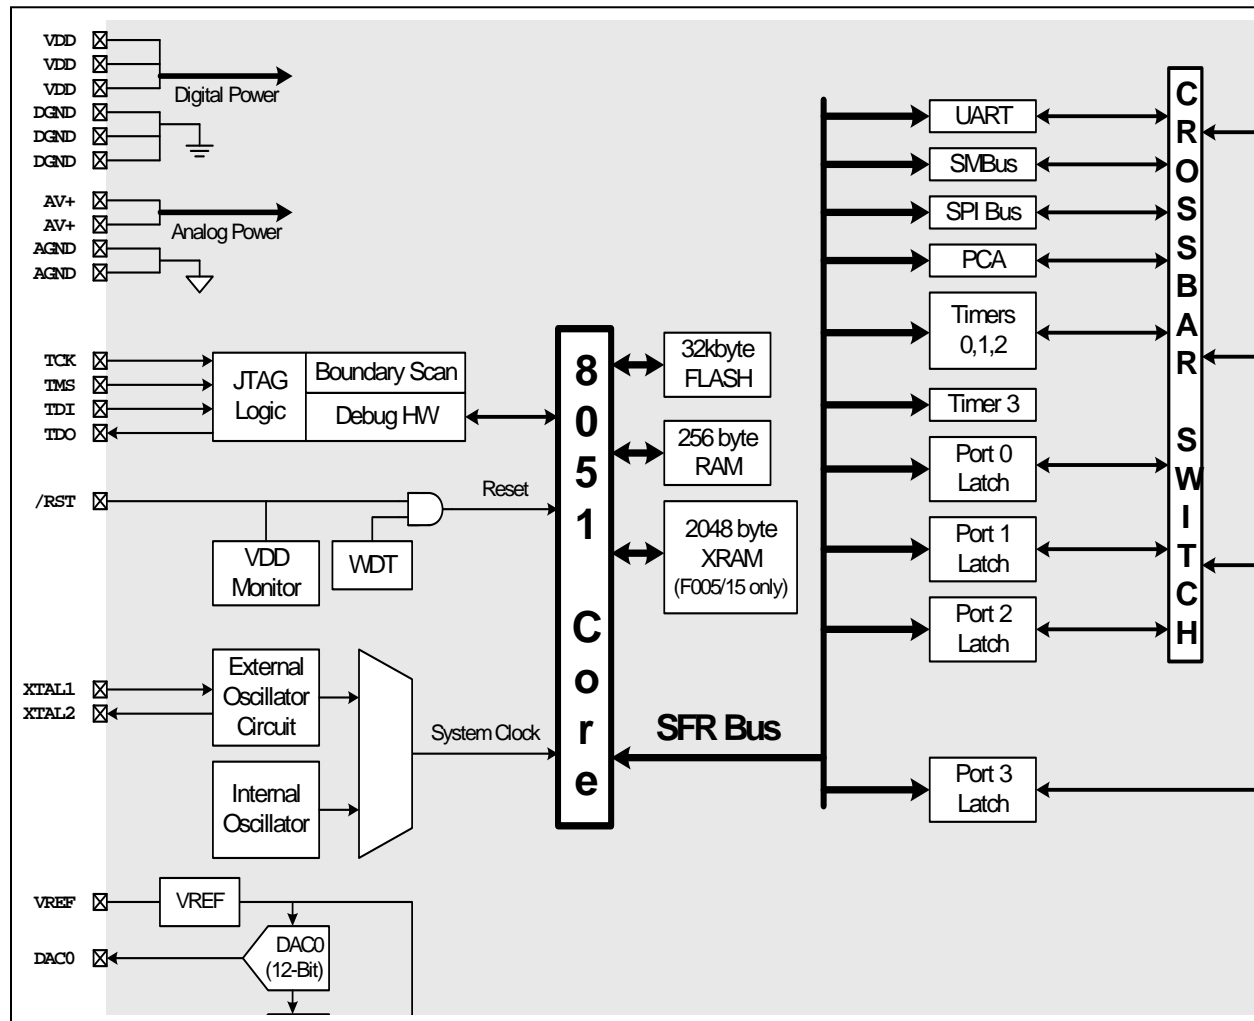 VDD
VDD
VDD
Digital Power
DGND
DGND
DGND
AV+
AV+
Analog Power
AGND
AGND
TCK
TMS
TDI
TDO
JTAG
Logic
Boundary Scan
Debug HW
/RST
Reset
VDD
Monitor
WDT
XTAL1
XTAL2
External
Oscillator
Circuit
Internal
Oscillator
System Clock
VREF
VREF
DAC0
DAC0
(12-Bit)
8051 Core
32kbyte
FLASH
256 byte
RAM
2048 byte
XRAM
(F005/15 only)
SFR Bus
UART
SMBus
SPI Bus
PCA
Timers
0,1,2
Timer 3
Port 0
Latch
Port 1
Latch
Port 2
Latch
Port 3
Latch
CROSSBAR SWITCH